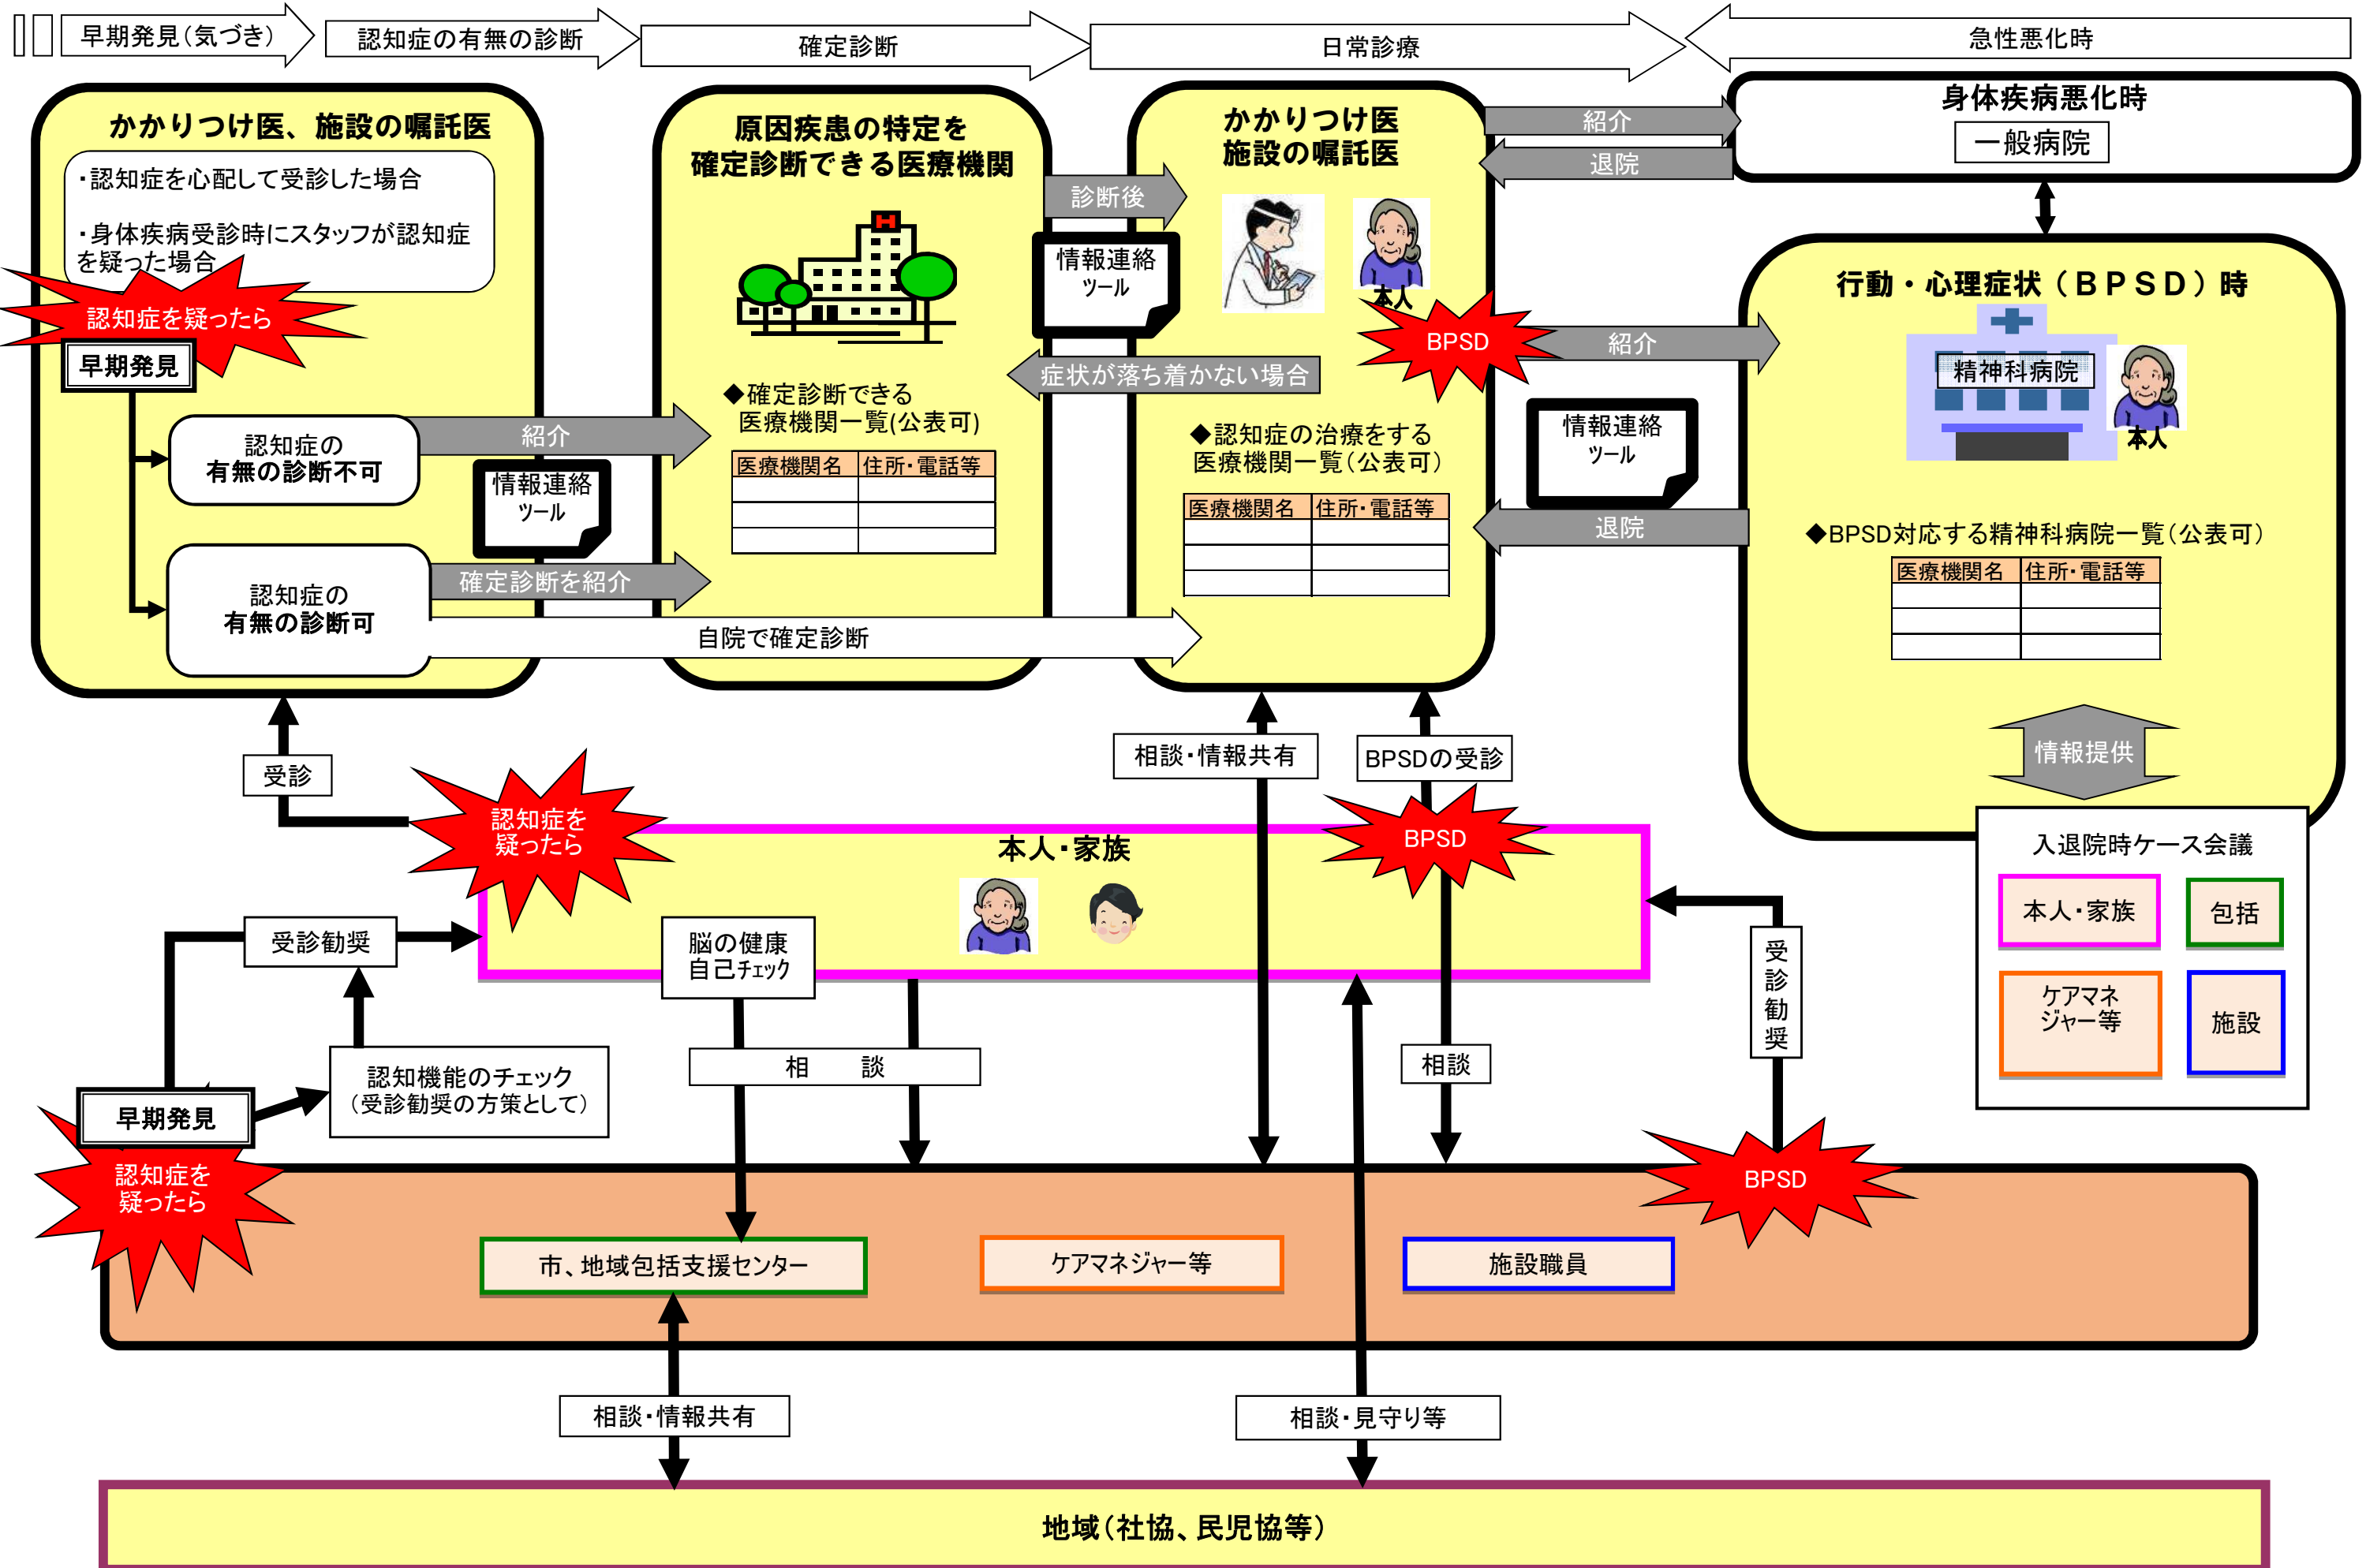 早期発見（気づき）
認知症の有無の診断
確定診断
日常診療
急性悪化時
かかりつけ医、施設の嘱託医
・認知症を心配して受診した場合
・身体疾病受診時にスタッフが認知症
を疑った場合
認知症を疑ったら
早期発見
認知症の
有無の診断不可
認知症の
有無の診断可
紹介
情報連絡
ツール
確定診断を紹介
自院で確定診断
原因疾患の特定を
確定診断できる医療機関
◆確定診断できる
医療機関一覧(公表可)
医療機関名 住所・電話等
診断後
情報連絡
ツール
症状が落ち着かない場合
かかりつけ医
施設の嘱託医
本人
BPSD
◆認知症の治療をする
医療機関一覧（公表可）
医療機関名 住所・電話等
紹介
退院
身体疾病悪化時
一般病院
紹介
情報連絡
ツール
退院
行動・心理症状（ＢＰＳＤ）時
精神科病院
本人
◆BPSD対応する精神科病院一覧（公表可）
医療機関名 住所・電話等
情報提供
入退院時ケース会議
本人・家族
包括
ケアマネ
ジャー等
施設
受診
認知症を
疑ったら
相談・情報共有
BPSDの受診
BPSD
本人・家族
脳の健康
自己チェック
受診勧奨
受診勧奨
認知機能のチェック
（受診勧奨の方策として）
相　談
相談
早期発見
認知症を
疑ったら
BPSD
市、地域包括支援センター
ケアマネジャー等
施設職員
相談・情報共有
相談・見守り等
地域（社協、民児協等）